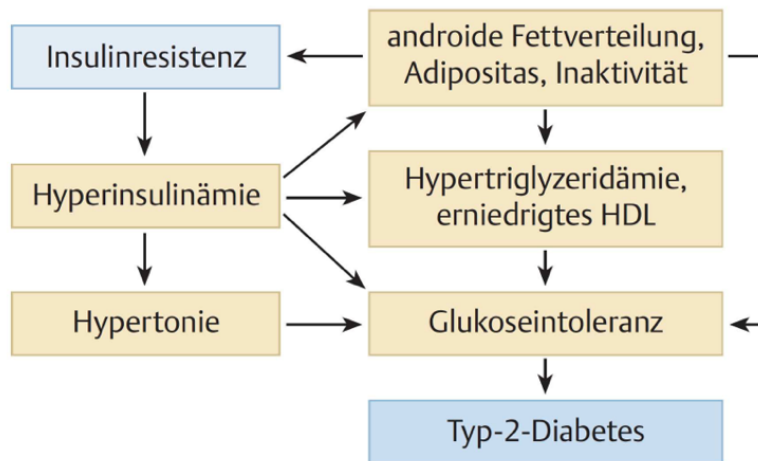 Insulinresistenz
androide Fettverteilung,
Adipositas, Inaktivität
Hyperinsulinämie
Hypertriglyzeridämie,
erniedrigtes HDL
Hypertonie
Glukoseintoleranz
Typ-2-Diabetes